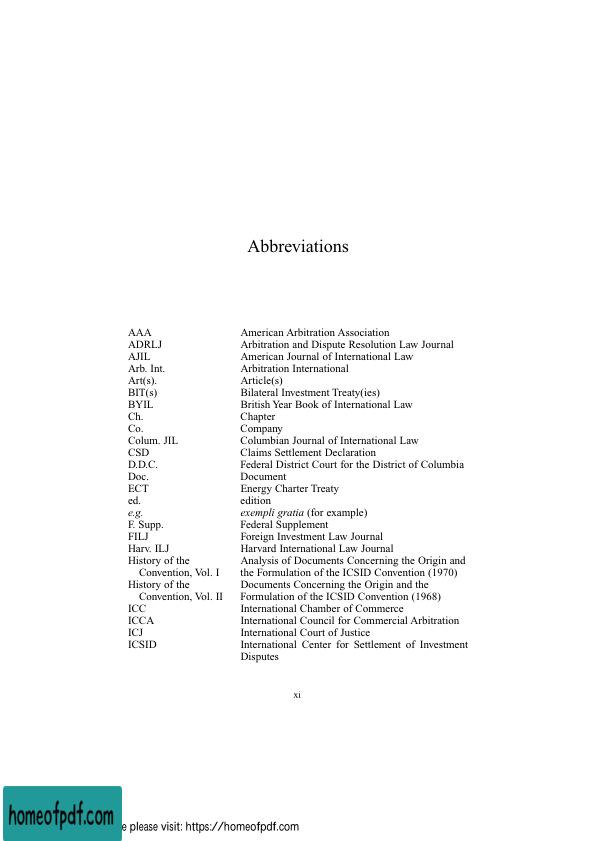 Abbreviations
AAA American Arbitration Association
ADRLJ Arbitration and Dispute Resolution Law Journal
AJIL American Journal of International Law
Arb. Int. Arbitration International
Art(s). Article(s)
BIT(s) Bilateral Investment Treaty(ies)
BYIL British Year Book of International Law
Ch. Chapter
Co. Company
Colum. JIL Columbian Journal of International Law
CSD Claims Settlement Declaration
D.D.C. Federal District Court for the District of Columbia
Doc. Document
ECT Energy Charter Treaty
ed. edition
e.g. exempli gratia (for example)
F. Supp. Federal Supplement
FILJ Foreign Investment Law Journal
Harv. ILJ Harvard International Law Journal
History of the Analysis of Documents Concerning the Origin and
Convention, Vol. I the Formulation of the ICSID Convention (1970)
History of the Documents Concerning the Origin and the
Convention, Vol. II Formulation of the ICSID Convention (1968)
ICC International Chamber of Commerce
ICCA International Council for Commercial Arbitration
ICJ International Court of Justice
ICSID International Center for Settlement of Investment
Disputes
xi
homeofpdf.com
e please visit: https://homeofpdf.com